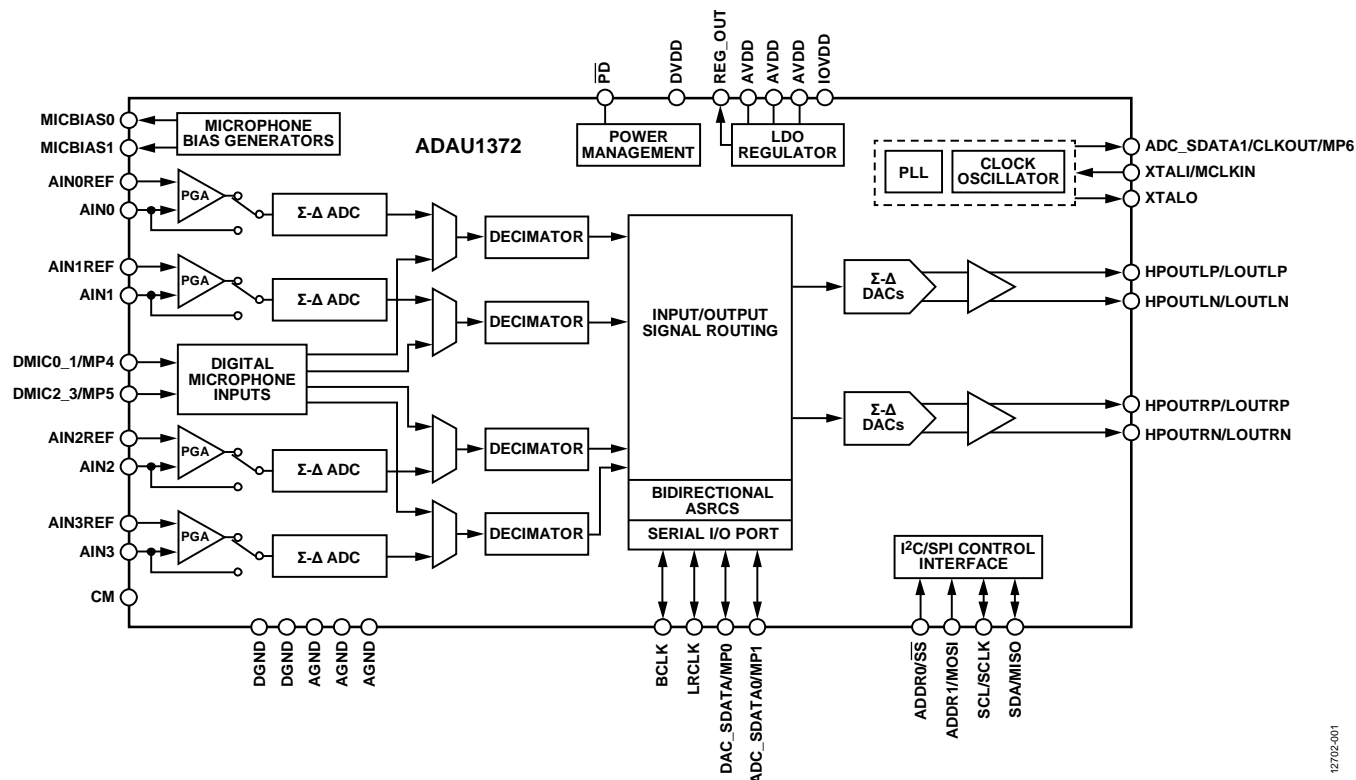 PD
DVDD
REG_OUT
AVDD
AVDD
AVDD
IOVDD
MICBIAS0
MICBIAS1
MICROPHONE
BIAS GENERATORS
ADAU1372
POWER
MANAGEMENT
LDO
REGULATOR
PLL
CLOCK
OSCILLATOR
ADC_SDATA1/CLKOUT/MP6
XTALI/MCLKIN
XTALO
AIN0REF
AIN0
PGA
Σ-Δ ADC
DECIMATOR
AIN1REF
AIN1
PGA
Σ-Δ ADC
DECIMATOR
INPUT/OUTPUT
SIGNAL ROUTING
Σ-Δ
DACs
HPOUTLP/LOUTLP
HPOUTLN/LOUTLN
DMIC0_1/MP4
DMIC2_3/MP5
DIGITAL
MICROPHONE
INPUTS
Σ-Δ
DACs
HPOUTRP/LOUTRP
HPOUTRN/LOUTRN
AIN2REF
AIN2
PGA
Σ-Δ ADC
DECIMATOR
AIN3REF
AIN3
PGA
Σ-Δ ADC
DECIMATOR
BIDIRECTIONAL
ASRCS
SERIAL I/O PORT
I²C/SPI CONTROL
INTERFACE
CM
DGND
DGND
AGND
AGND
AGND
BCLK
LRCLK
DAC_SDATA/MP0
ADC_SDATA0/MP1
ADDR0/SS
ADDR1/MOSI
SCL/SCLK
SDA/MISO
12702-001